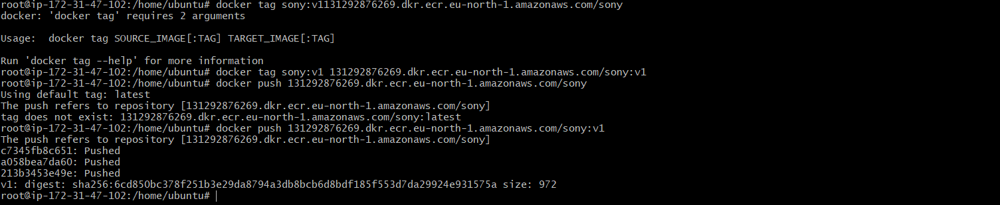 root@ip-172-31-47-102:/home/ubuntu# docker tag sony:v1131292876269.dkr.ecr.eu-north-1.amazonaws.com/sony
docker: 'docker tag' requires 2 arguments
Usage:  docker tag SOURCE_IMAGE[:TAG] TARGET_IMAGE[:TAG]
Run 'docker tag --help' for more information
root@ip-172-31-47-102:/home/ubuntu# docker tag sony:v1 131292876269.dkr.ecr.eu-north-1.amazonaws.com/sony:v1
root@ip-172-31-47-102:/home/ubuntu# docker push 131292876269.dkr.ecr.eu-north-1.amazonaws.com/sony
Using default tag: latest
The push refers to repository [131292876269.dkr.ecr.eu-north-1.amazonaws.com/sony]
tag does not exist: 131292876269.dkr.ecr.eu-north-1.amazonaws.com/sony:latest
root@ip-172-31-47-102:/home/ubuntu# docker push 131292876269.dkr.ecr.eu-north-1.amazonaws.com/sony:v1
The push refers to repository [131292876269.dkr.ecr.eu-north-1.amazonaws.com/sony]
c7345fb8c651: Pushed
a058bea7da60: Pushed
213b3453e49e: Pushed
v1: digest: sha256:6cd850bc378f251b3e29da8794a3db8bcb6d8bdf185f553d7da29924e931575a size: 972
root@ip-172-31-47-102:/home/ubuntu#